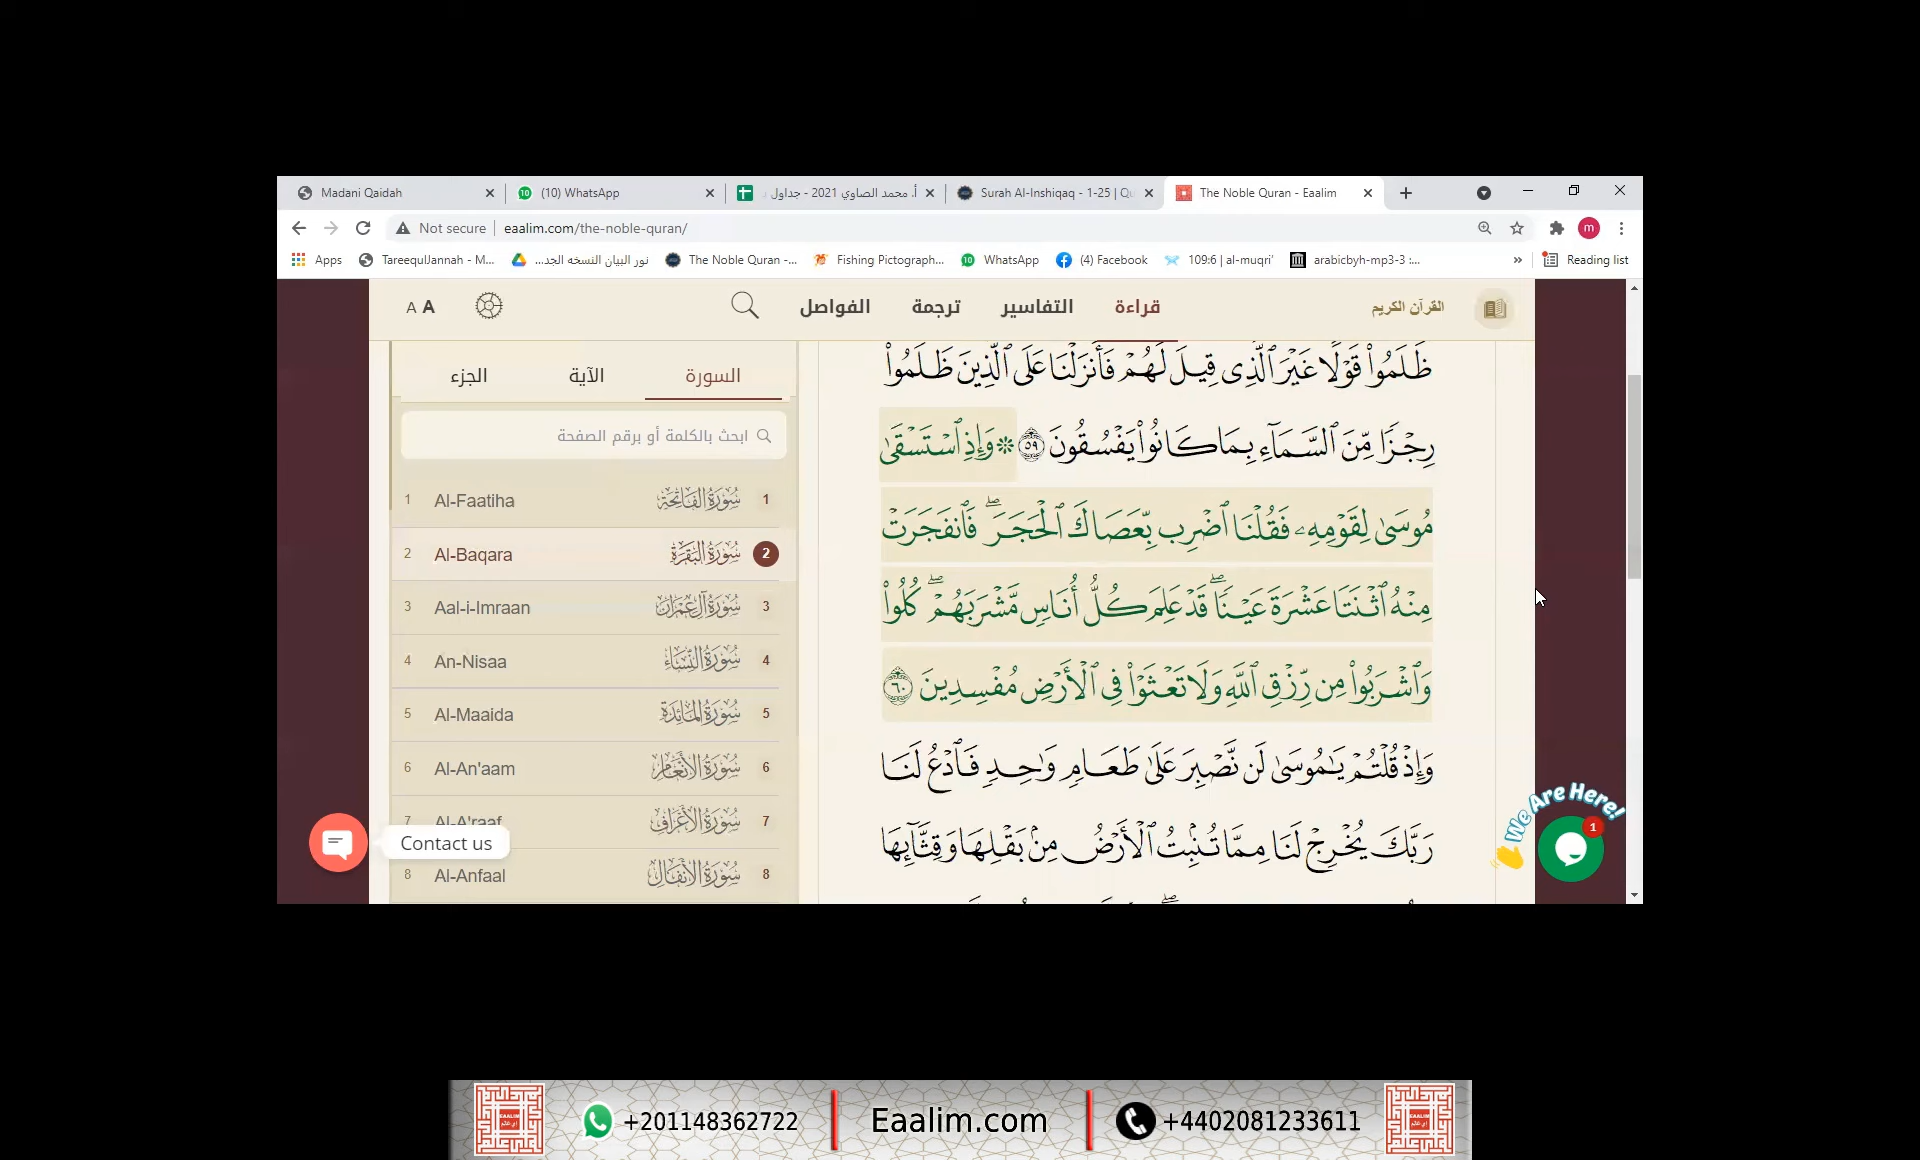 Madani Qaidah
(10) WhatsApp
أ. محمد الصاوي 2021 - جداول
Surah Al-Inshiqaq - 1-25 | Qu
The Noble Quran - Eaalim
Not secure
eaalim.com/the-noble-quran/
Apps
TareequlJannah - M...
نور البيان النسخه الجد...
The Noble Quran -...
Fishing Pictograph...
WhatsApp
(4) Facebook
109:6 | al-muqri'
arabicbyh-mp3-3 :...
»
Reading list
القرآن الكريم
قراءة
التفاسير
ترجمة
الفواصل
A A
السورة
الآية
الجزء
ابحث بالكلمة أو برقم الصفحة
1 Al-Faatiha سُورَةُ الفَاتِحَةِ 1
2 Al-Baqara سُورَةُ البَقَرَةِ 2
3 Aal-i-Imraan سُورَةُ آلِ عِمْرَانَ 3
4 An-Nisaa سُورَةُ النِّسَاءِ 4
5 Al-Maaida سُورَةُ المَائِدَةِ 5
6 Al-An'aam سُورَةُ الأَنْعَامِ 6
7 Al-A'raaf سُورَةُ الأَعْرَافِ 7
8 Al-Anfaal سُورَةُ الأَنفَالِ 8
ظَلَمُواْ قَوْلًا غَيْرَ ٱلَّذِى قِيلَ لَهُمْ فَأَنزَلْنَا عَلَى ٱلَّذِينَ ظَلَمُواْ
رِجْزًا مِّنَ ٱلسَّمَآءِ بِمَا كَانُواْ يَفْسُقُونَ ٥٩ ۞ وَإِذِ ٱسْتَسْقَىٰ
مُوسَىٰ لِقَوْمِهِۦ فَقُلْنَا ٱضْرِب بِّعَصَاكَ ٱلْحَجَرَ ۖ فَٱنفَجَرَتْ
مِنْهُ ٱثْنَتَا عَشْرَةَ عَيْنًا ۖ قَدْ عَلِمَ كُلُّ أُنَاسٍ مَّشْرَبَهُمْ ۖ كُلُواْ
وَٱشْرَبُواْ مِن رِّزْقِ ٱللَّهِ وَلَا تَعْثَوْاْ فِى ٱلْأَرْضِ مُفْسِدِينَ ٦٠
وَإِذْ قُلْتُمْ يَٰمُوسَىٰ لَن نَّصْبِرَ عَلَىٰ طَعَامٍ وَٰحِدٍ فَٱدْعُ لَنَا
رَبَّكَ يُخْرِجْ لَنَا مِمَّا تُنۢبِتُ ٱلْأَرْضُ مِنۢ بَقْلِهَا وَقِثَّآئِهَا
Contact us
We Are Here!
1
+201148362722
Eaalim.com
+4402081233611